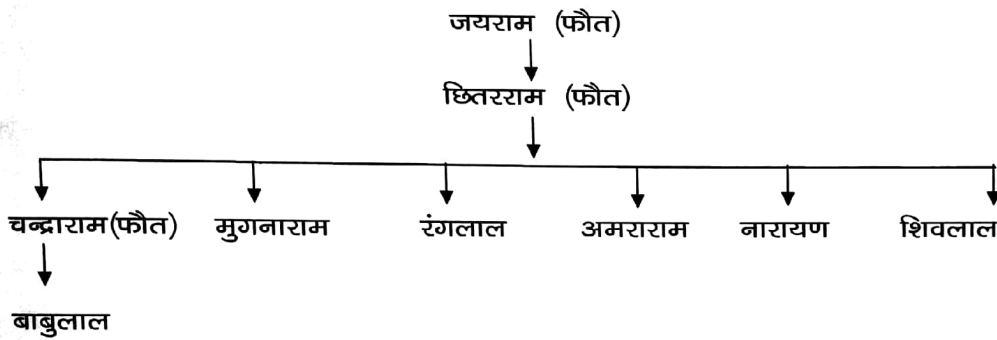 जयराम (फौत)
छितरराम (फौत)
चन्द्राराम(फौत) मुगनाराम रंगलाल अमराराम नारायण शिवलाल
बाबुलाल